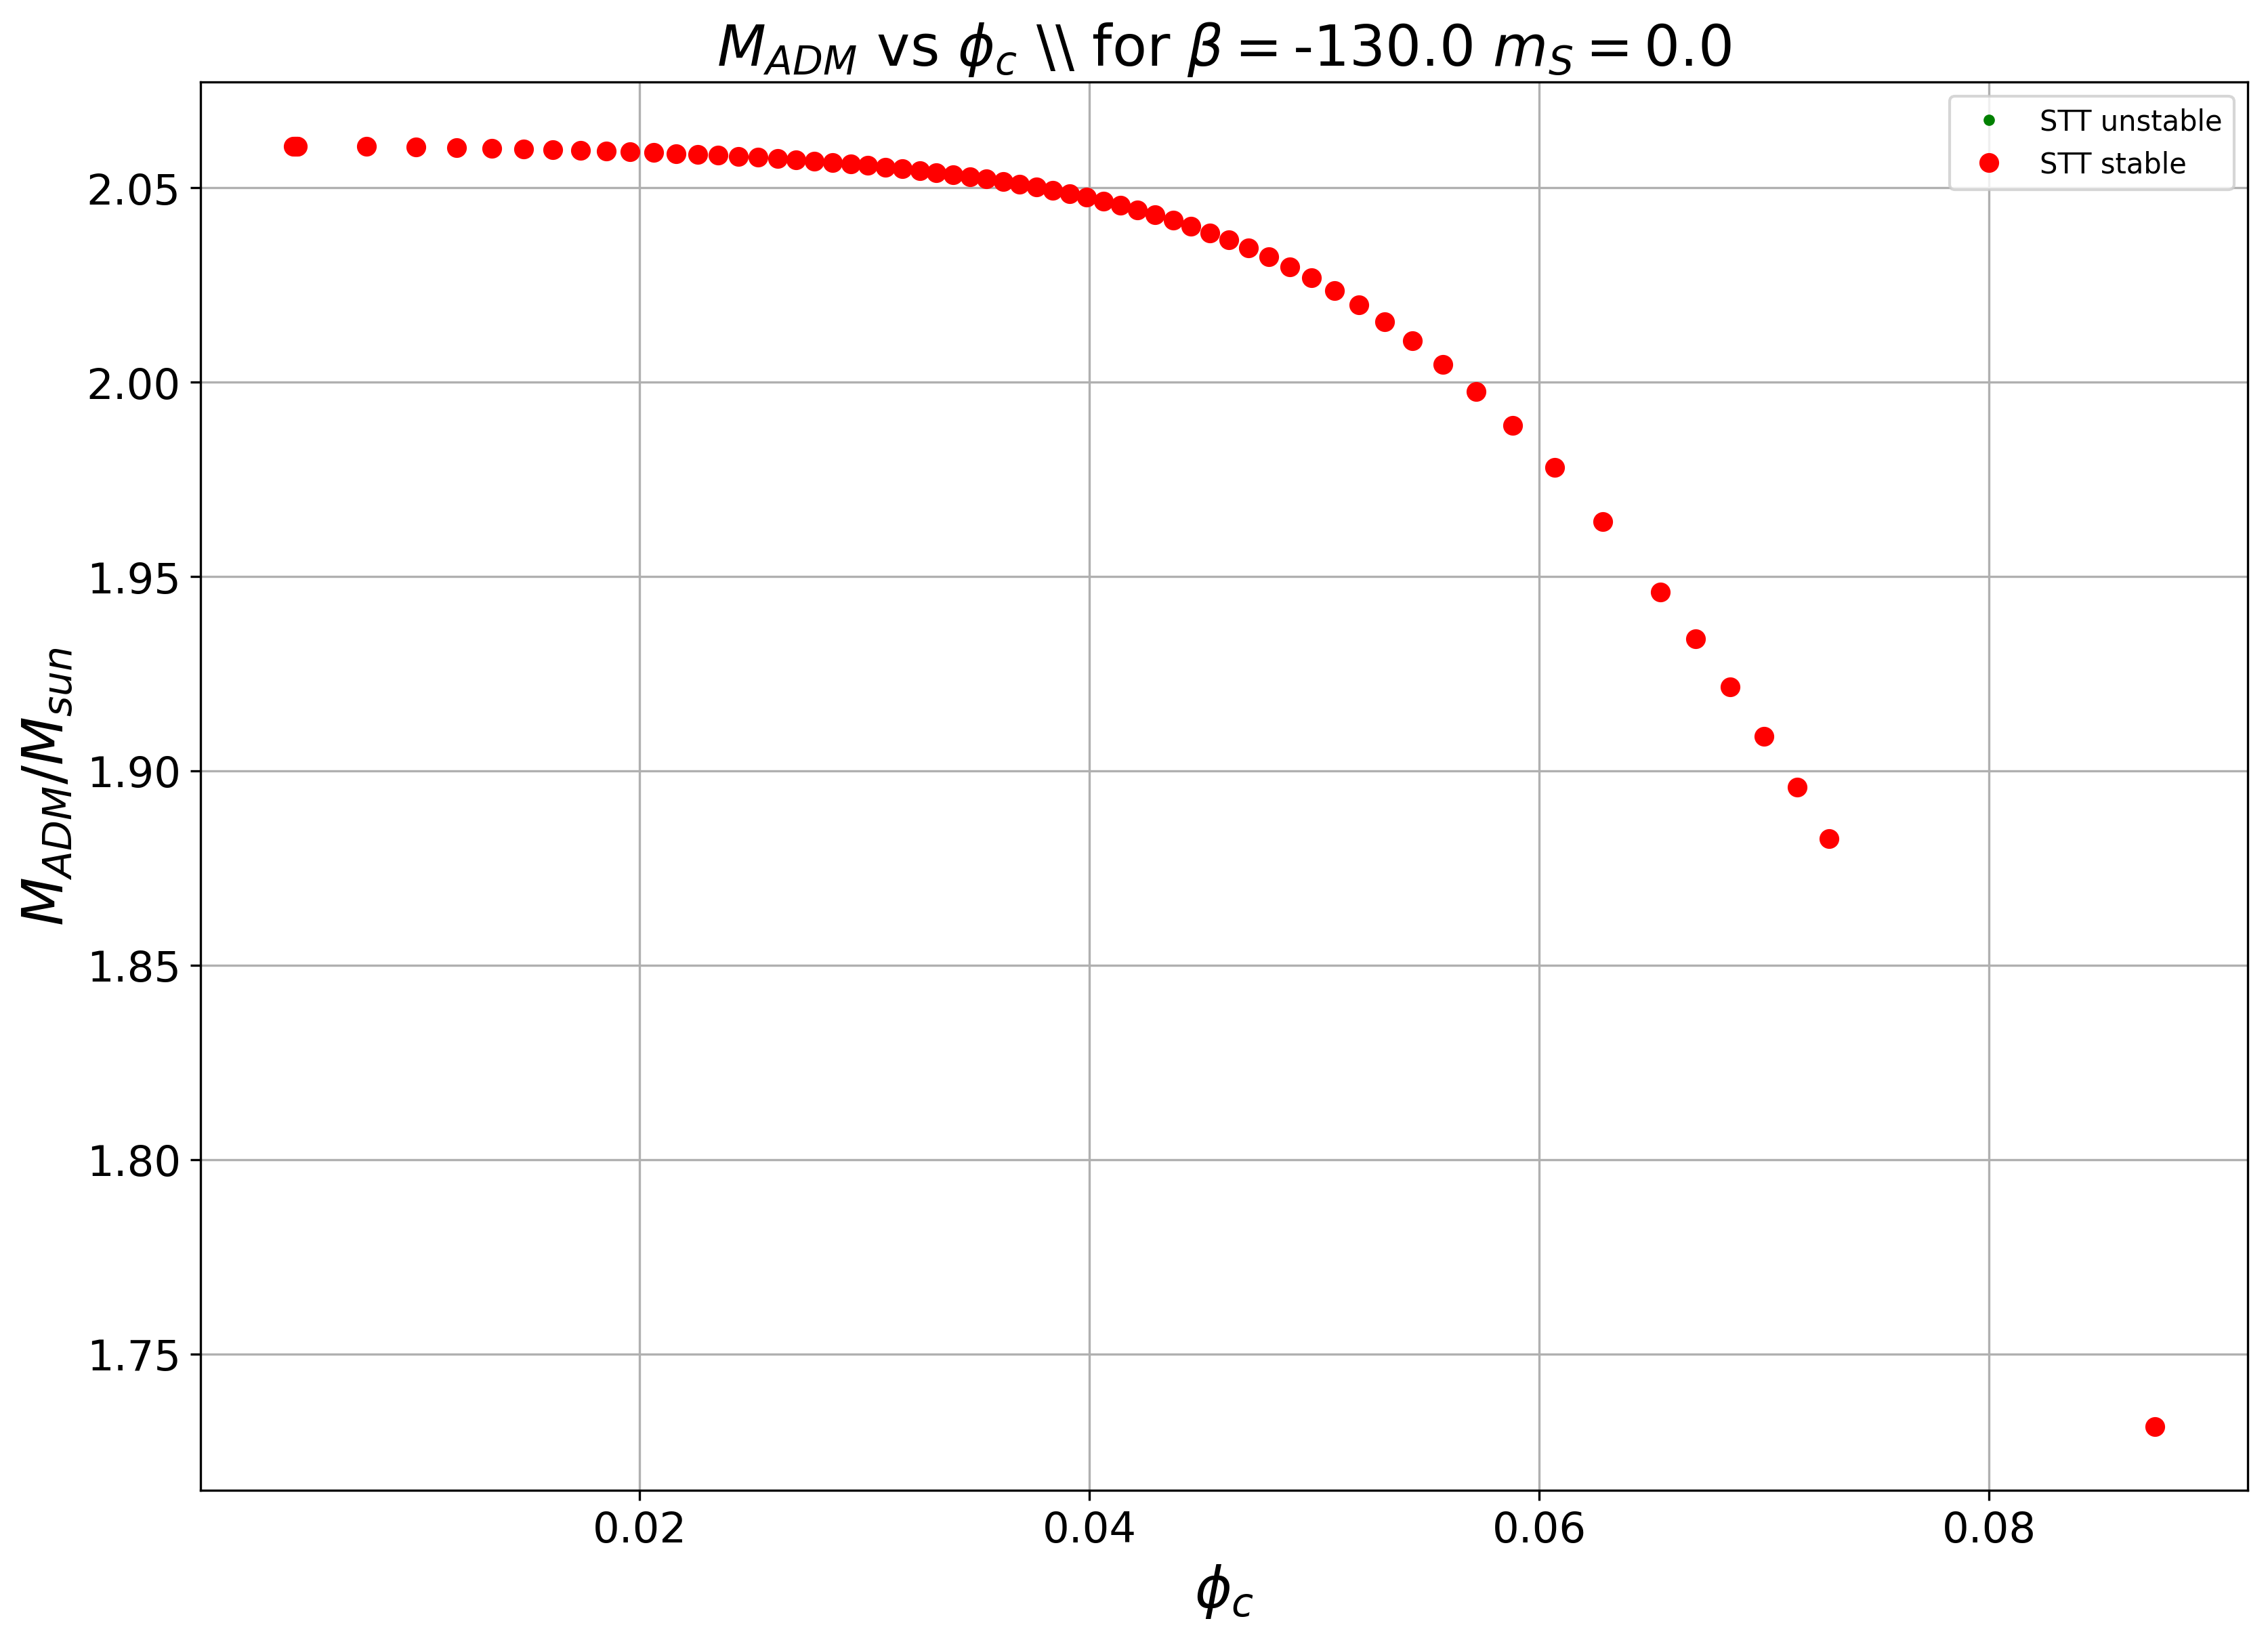 M_ADM vs ϕ_c \\ for β = -130.0 m_S = 0.0
STT unstable
STT stable
2.05
2.00
1.95
1.90
1.85
1.80
1.75
M_ADM/M_sun
0.02 0.04 0.06 0.08
ϕ_c